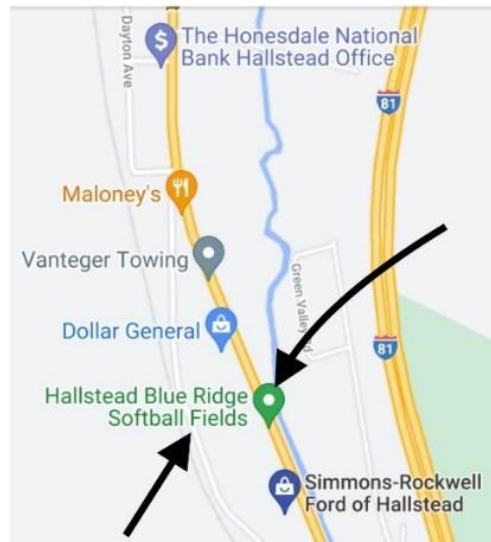 Dayton Ave
The Honesdale National
Bank Hallstead Office
81
Maloney's
Vanteger Towing
Green Valley Rd
Dollar General
81
Hallstead Blue Ridge
Softball Fields
Simmons-Rockwell
Ford of Hallstead